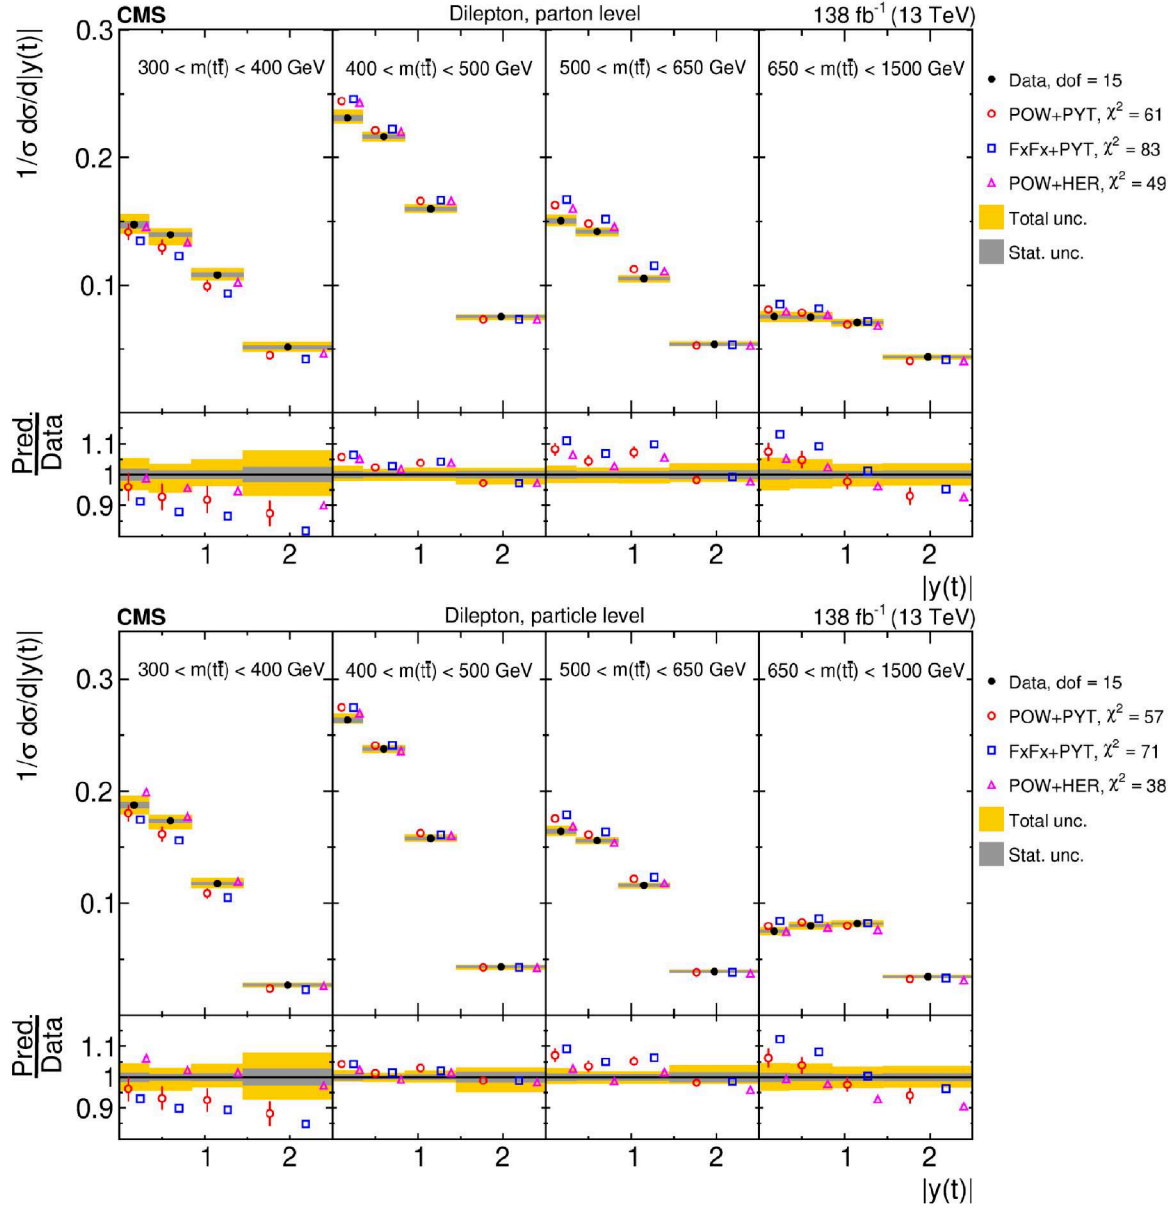 CMS Dilepton, parton level 138 fb⁻¹ (13 TeV)
1/σ dσ/d|y(t)|
0.3
0.2
0.1
300 < m(tt̄) < 400 GeV
400 < m(tt̄) < 500 GeV
500 < m(tt̄) < 650 GeV
650 < m(tt̄) < 1500 GeV
Data, dof = 15
POW+PYT, χ² = 61
FxFx+PYT, χ² = 83
POW+HER, χ² = 49
Total unc.
Stat. unc.
Pred.
Data
1.1
1
0.9
1 2 1 2 1 2 1 2
|y(t)|
CMS Dilepton, particle level 138 fb⁻¹ (13 TeV)
1/σ dσ/d|y(t)|
0.3
0.2
0.1
300 < m(tt̄) < 400 GeV
400 < m(tt̄) < 500 GeV
500 < m(tt̄) < 650 GeV
650 < m(tt̄) < 1500 GeV
Data, dof = 15
POW+PYT, χ² = 57
FxFx+PYT, χ² = 71
POW+HER, χ² = 38
Total unc.
Stat. unc.
Pred.
Data
1.1
1
0.9
1 2 1 2 1 2 1 2
|y(t)|